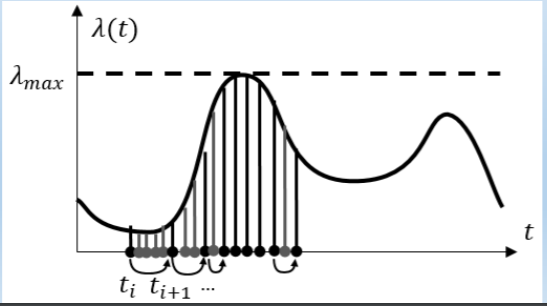 λ(t)
λ_max
t
t_i t_{i+1} ...